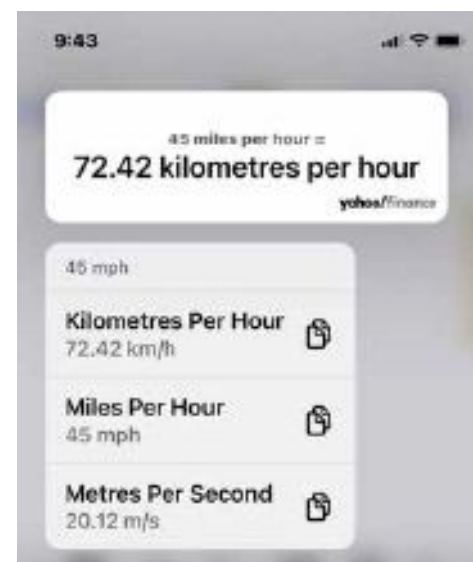 9:43
45 miles per hour =
72.42 kilometres per hour
yahoo/finance
45 mph
Kilometres Per Hour
72.42 km/h
Miles Per Hour
45 mph
Metres Per Second
20.12 m/s